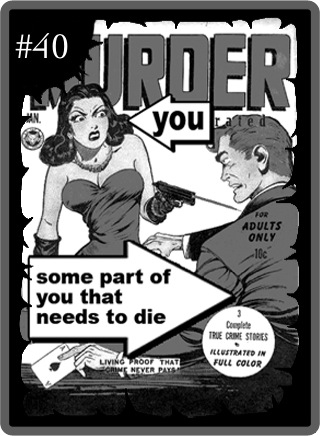 #40
MURDER
JAN.
you
rated
FOR
ADULTS
ONLY
10¢
some part of
you that
needs to die
3
Complete
TRUE CRIME STORIES
ILLUSTRATED IN
FULL COLOR
LIVING PROOF THAT
CRIME NEVER PAYS!
A